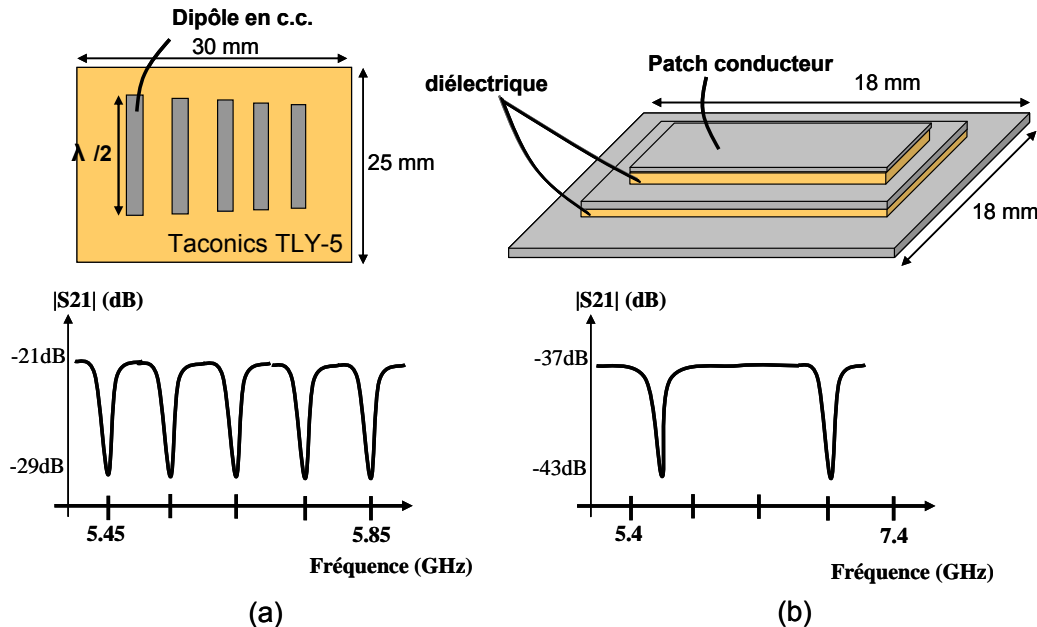 Dipôle en c.c.
30 mm
λ /2
25 mm
Taconics TLY-5
|S21| (dB)
-21dB
-29dB
5.45
5.85
Fréquence (GHz)
(a)
Patch conducteur
diélectrique
18 mm
18 mm
|S21| (dB)
-37dB
-43dB
5.4
7.4
Fréquence (GHz)
(b)